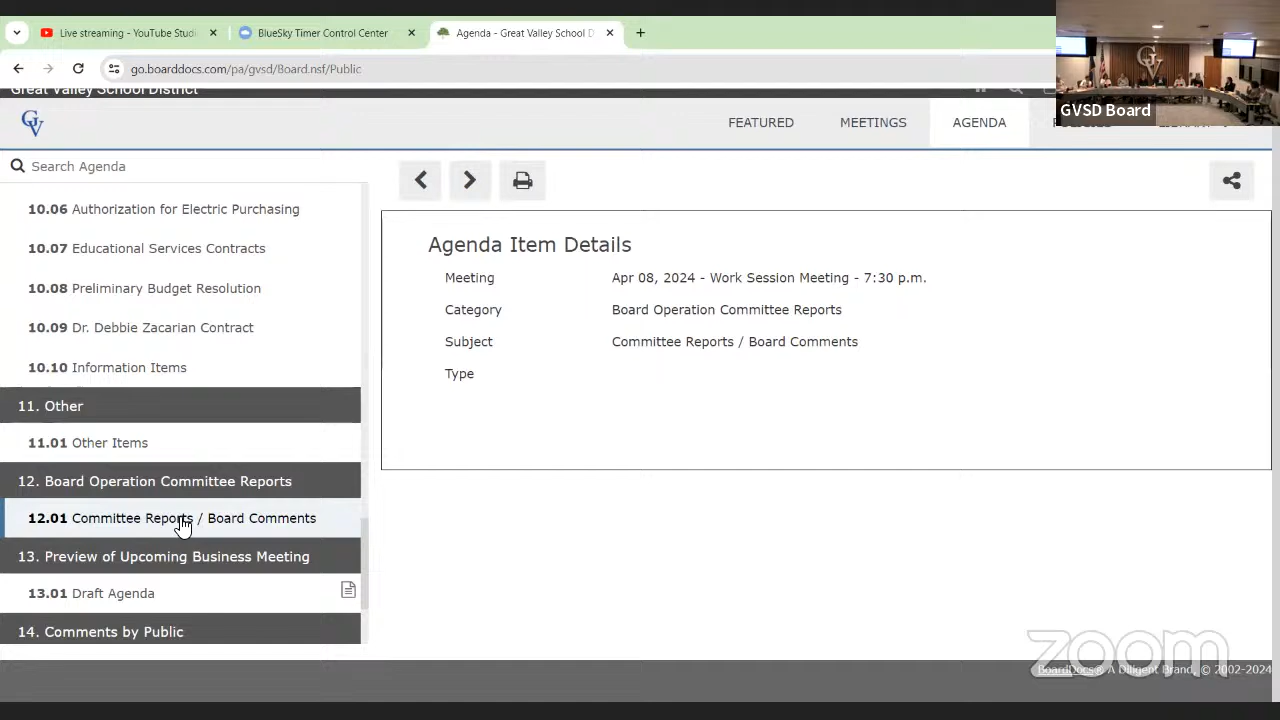 Live streaming - YouTube Studi
BlueSky Timer Control Center
Agenda - Great Valley School D
go.boarddocs.com/pa/gvsd/Board.nsf/Public
GVSD Board
Great Valley School District
GV
FEATURED
MEETINGS
AGENDA
Search Agenda
10.06 Authorization for Electric Purchasing
10.07 Educational Services Contracts
10.08 Preliminary Budget Resolution
10.09 Dr. Debbie Zacarian Contract
10.10 Information Items
11. Other
11.01 Other Items
12. Board Operation Committee Reports
12.01 Committee Reports / Board Comments
13. Preview of Upcoming Business Meeting
13.01 Draft Agenda
14. Comments by Public
Agenda Item Details
Meeting Apr 08, 2024 - Work Session Meeting - 7:30 p.m.
Category Board Operation Committee Reports
Subject Committee Reports / Board Comments
Type
zoom
BoardDocs® A Diligent Brand, © 2002-2024